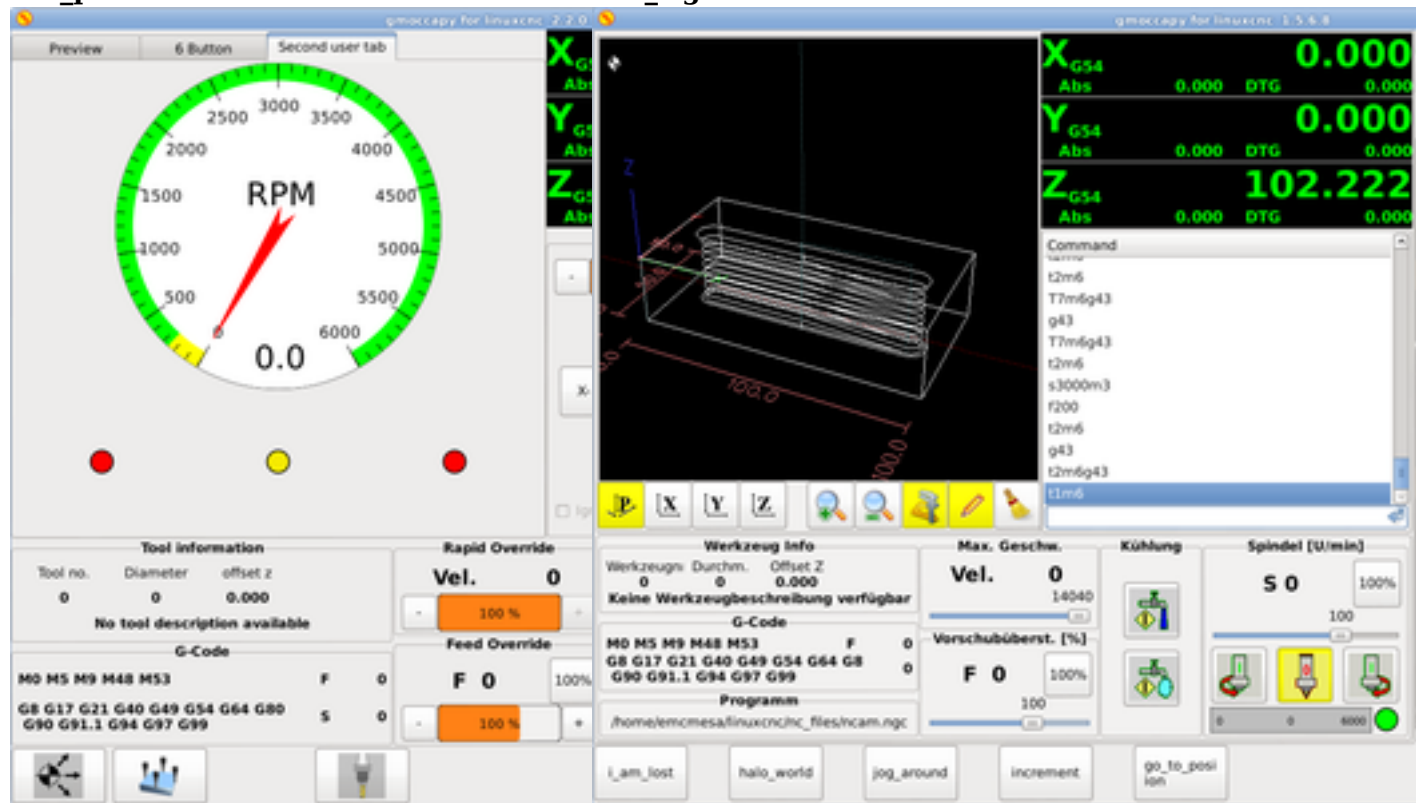 gmoccapy for linuxcnc 2.2.0
Preview
6 Button
Second user tab
3000
2500
3500
2000
4000
1500
RPM
4500
1000
5000
500
5500
0
6000
0.0
X
Abs
Y
Abs
Z
Abs
-
X-
Tool information
Tool no.
Diameter
offset z
0
0
0.000
No tool description available
G-Code
M0 M5 M9 M48 M53
F
0
G8 G17 G21 G40 G49 G54 G64 G80
G90 G91.1 G94 G97 G99
S
0
Rapid Override
Vel.
0
-
100 %
+
Feed Override
F 0
100%
-
100 %
+
gmoccapy for linuxcnc 1.5.6.8
Z
100.0
X G54
0.000
Abs
0.000
DTG
0.000
Y G54
0.000
Abs
0.000
DTG
0.000
Z G54
102.222
Abs
0.000
DTG
0.000
Command
t2m6
T7m6g43
g43
T7m6g43
t2m6
s3000m3
f200
t2m6
g43
t2m6g43
t1m6
P
X
Y
Z
Werkzeug Info
Werkzeugn
Durchm.
Offset Z
0
0
0.000
Keine Werkzeugbeschreibung verfügbar
G-Code
M0 M5 M9 M48 M53
F
0
G8 G17 G21 G40 G49 G54 G64 G8
G90 G91.1 G94 G97 G99
0
Programm
/home/emcmesa/linuxcnc/nc_files/ncam.ngc
Max. Geschw.
Vel.
0
14040
Vorschubüberst. [%]
F 0
100%
100
Kühlung
Spindel [U/min]
S 0
100%
100
0
0
6000
i_am_lost
halo_world
jog_around
increment
go_to_posi
ion